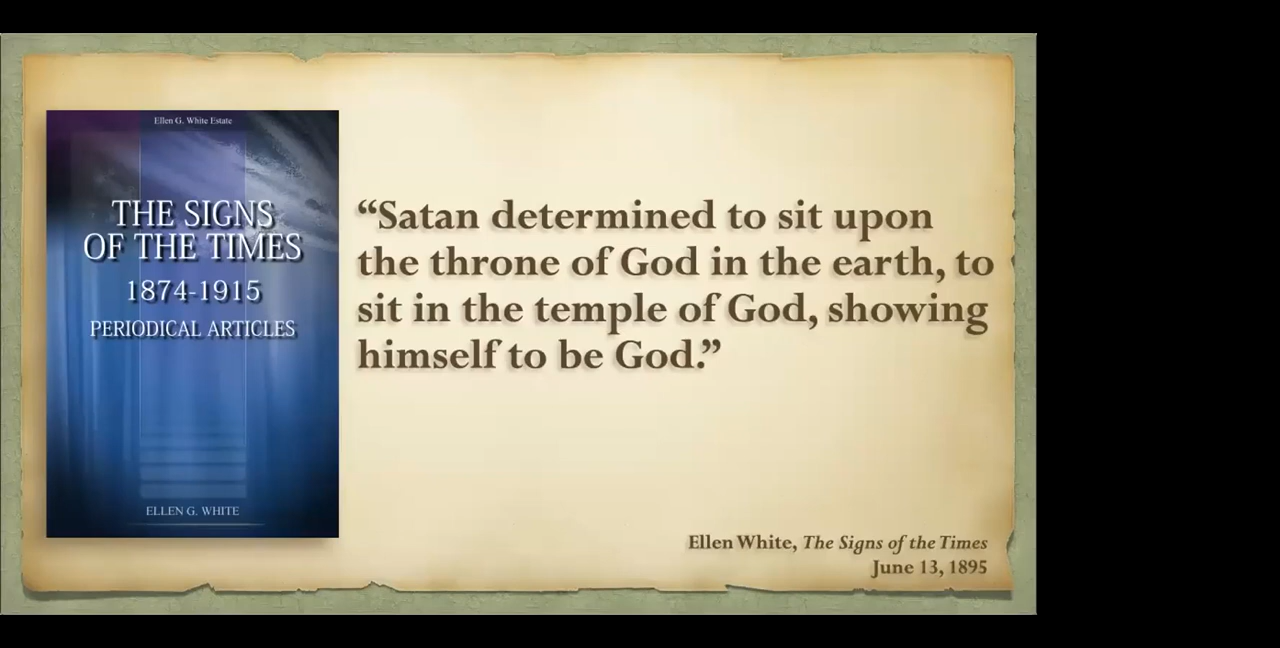 Ellen G. White Estate
THE SIGNS
OF THE TIMES
1874-1915
PERIODICAL ARTICLES
ELLEN G. WHITE
“Satan determined to sit upon
the throne of God in the earth, to
sit in the temple of God, showing
himself to be God.”
Ellen White, The Signs of the Times
June 13, 1895